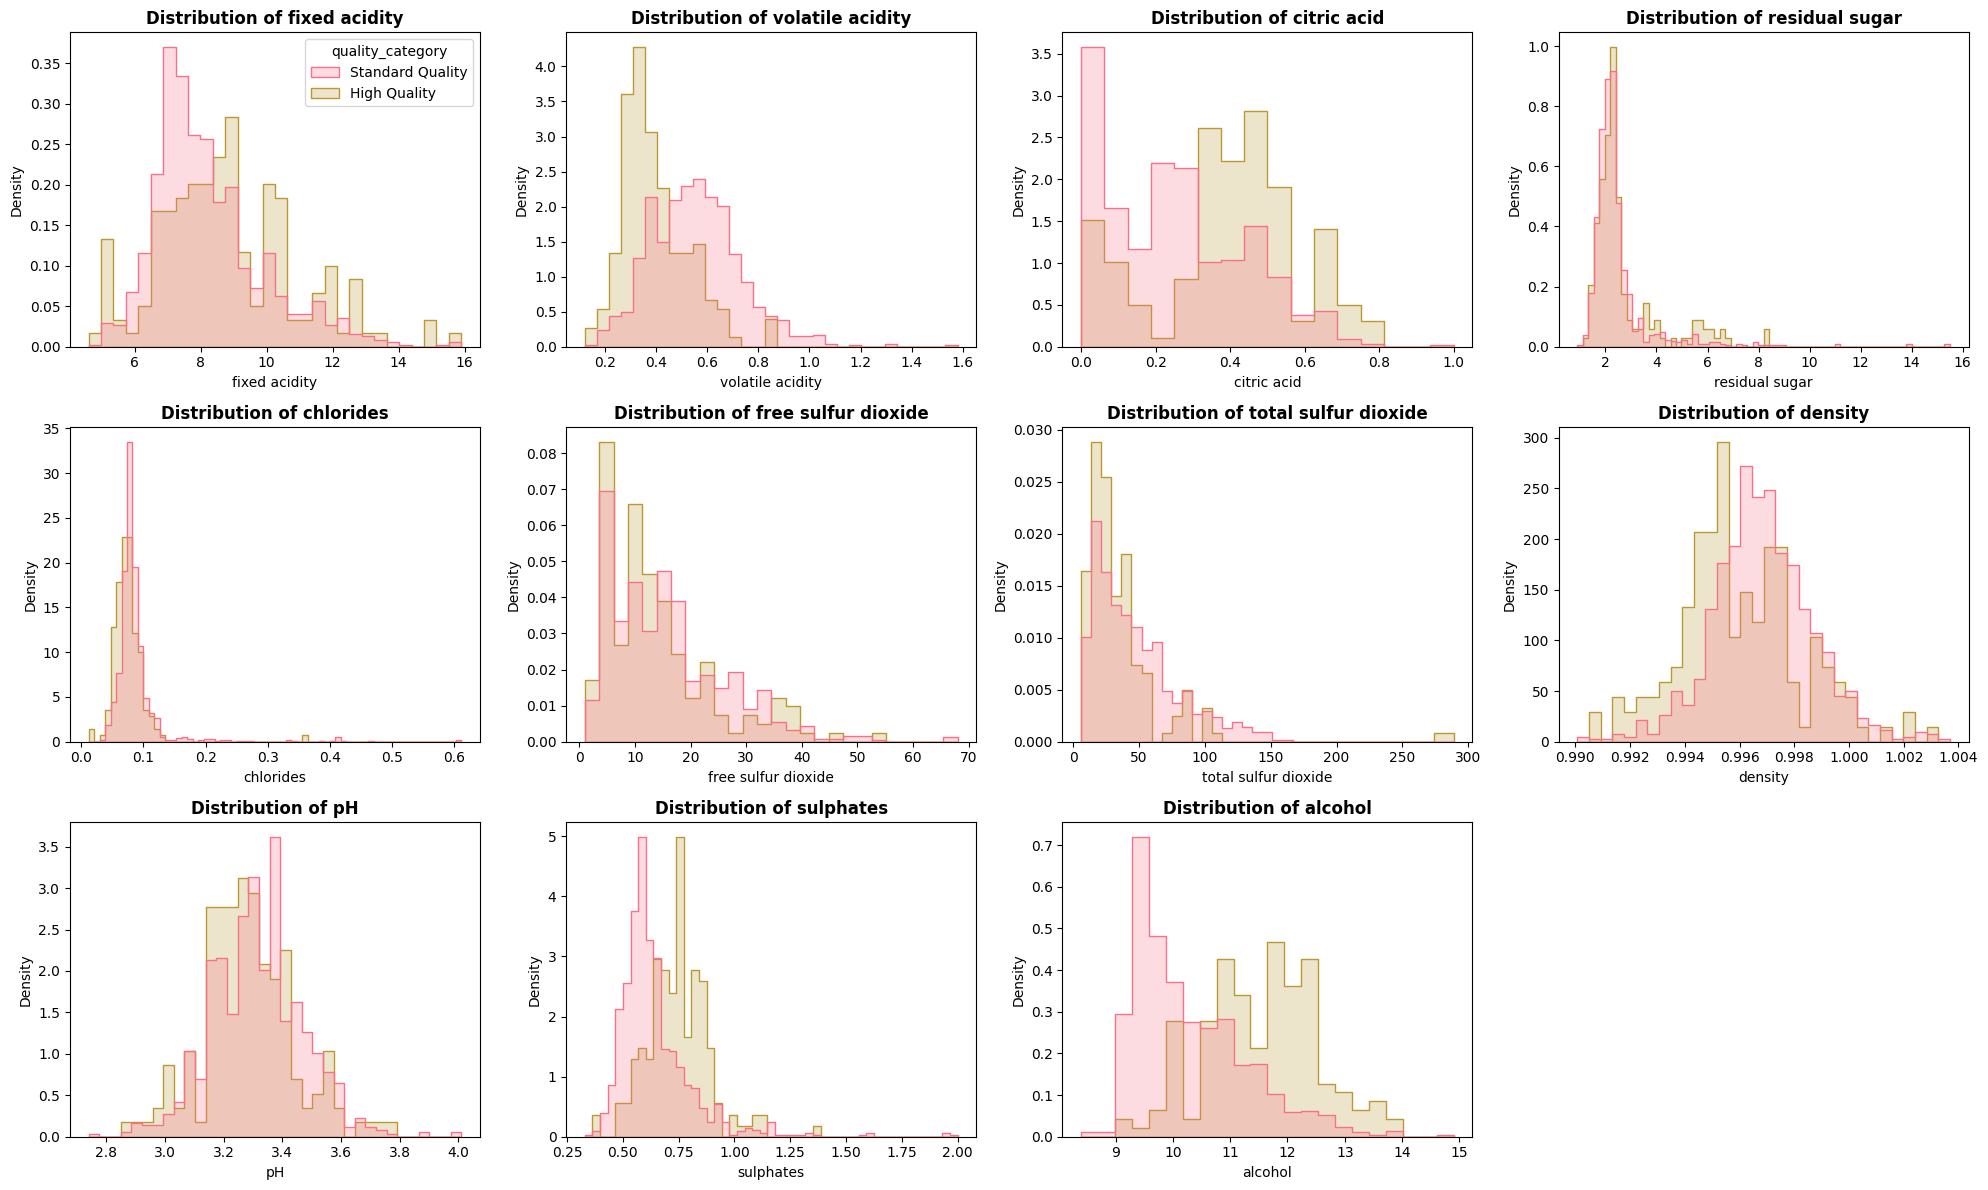 Distribution of fixed acidity
Distribution of volatile acidity
Distribution of citric acid
Distribution of residual sugar
quality_category
Standard Quality
High Quality
Density
0.35
0.30
0.25
0.20
0.15
0.10
0.05
0.00
6 8 10 12 14 16
fixed acidity
Density
4.0
3.5
3.0
2.5
2.0
1.5
1.0
0.5
0.0
0.2 0.4 0.6 0.8 1.0 1.2 1.4 1.6
volatile acidity
Density
3.5
3.0
2.5
2.0
1.5
1.0
0.5
0.0
0.0 0.2 0.4 0.6 0.8 1.0
citric acid
Density
1.0
0.8
0.6
0.4
0.2
0.0
2 4 6 8 10 12 14 16
residual sugar
Distribution of chlorides
Distribution of free sulfur dioxide
Distribution of total sulfur dioxide
Distribution of density
Density
35
30
25
20
15
10
5
0
0.0 0.1 0.2 0.3 0.4 0.5 0.6
chlorides
Density
0.08
0.07
0.06
0.05
0.04
0.03
0.02
0.01
0.00
0 10 20 30 40 50 60 70
free sulfur dioxide
Density
0.030
0.025
0.020
0.015
0.010
0.005
0.000
0 50 100 150 200 250 300
total sulfur dioxide
Density
300
250
200
150
100
50
0
0.990 0.992 0.994 0.996 0.998 1.000 1.002 1.004
density
Distribution of pH
Distribution of sulphates
Distribution of alcohol
Density
3.5
3.0
2.5
2.0
1.5
1.0
0.5
0.0
2.8 3.0 3.2 3.4 3.6 3.8 4.0
pH
Density
5
4
3
2
1
0
0.25 0.50 0.75 1.00 1.25 1.50 1.75 2.00
sulphates
Density
0.7
0.6
0.5
0.4
0.3
0.2
0.1
0.0
9 10 11 12 13 14 15
alcohol